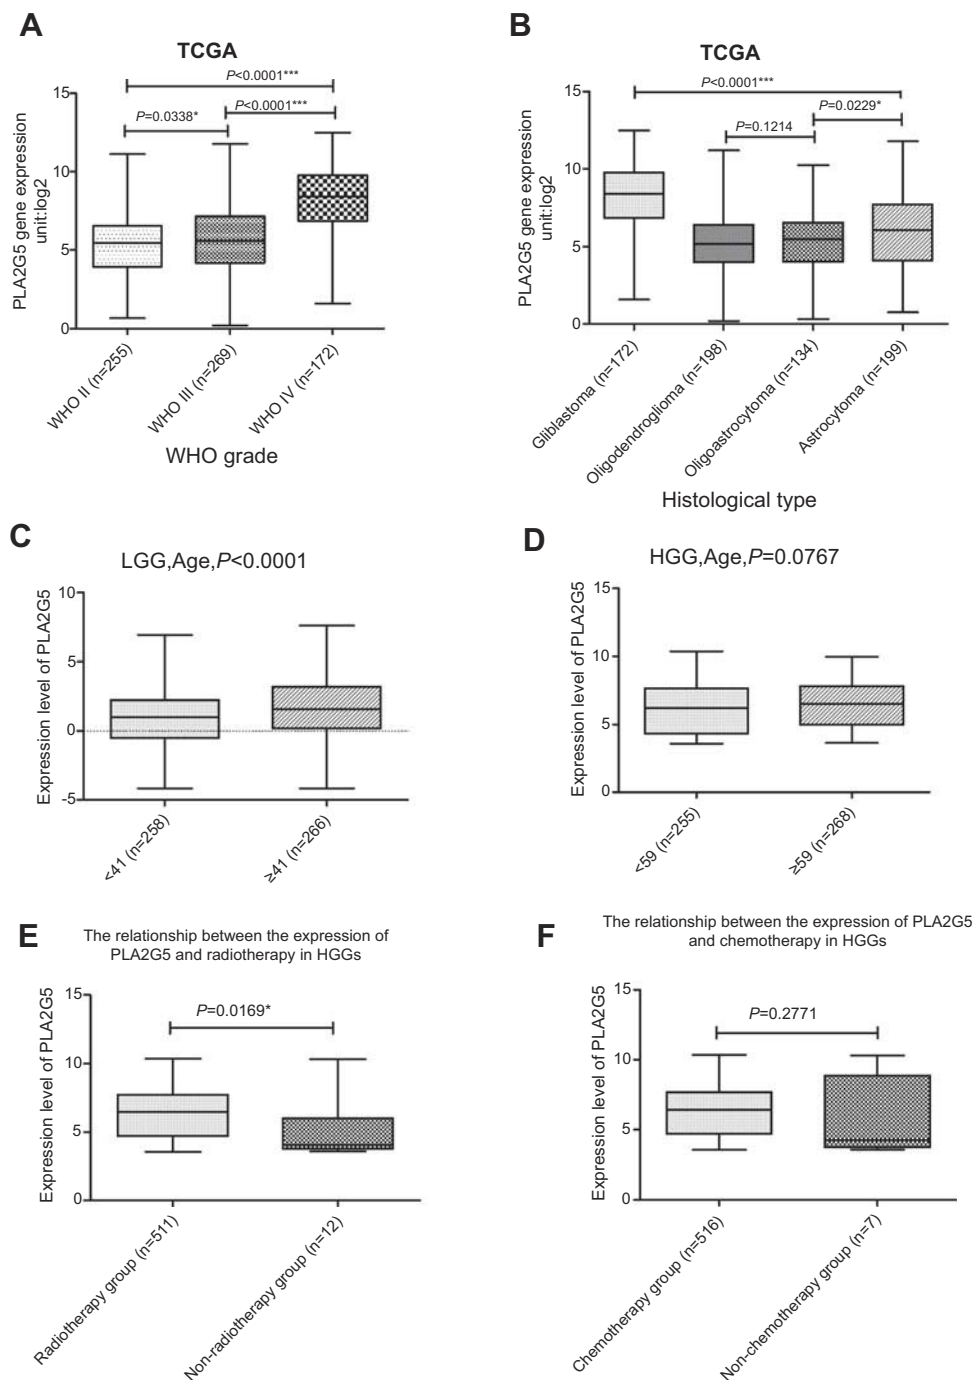 A
TCGA
P<0.0001***
P=0.0338*
P<0.0001***
15
10
5
0
PLA2G5 gene expression
unit:log2
WHO II (n=255)
WHO III (n=269)
WHO IV (n=172)
WHO grade
B
TCGA
P<0.0001***
P=0.1214
P=0.0229*
15
10
5
0
PLA2G5 gene expression
unit:log2
Gliblastoma (n=172)
Oligodendroglioma (n=198)
Oligoastrocytoma (n=134)
Astrocytoma (n=199)
Histological type
C
LGG,Age,P<0.0001
10
5
0
-5
Expression level of PLA2G5
<41 (n=258)
≥41 (n=266)
D
HGG,Age,P=0.0767
15
10
5
0
Expression level of PLA2G5
<59 (n=255)
≥59 (n=268)
E
The relationship between the expression of
PLA2G5 and radiotherapy in HGGs
P=0.0169*
15
10
5
0
Expression level of PLA2G5
Radiotherapy group (n=511)
Non-radiotherapy group (n=12)
F
The relationship between the expression of PLA2G5
and chemotherapy in HGGs
P=0.2771
15
10
5
0
Expression level of PLA2G5
Chemotherapy group (n=516)
Non-chemotherapy group (n=7)